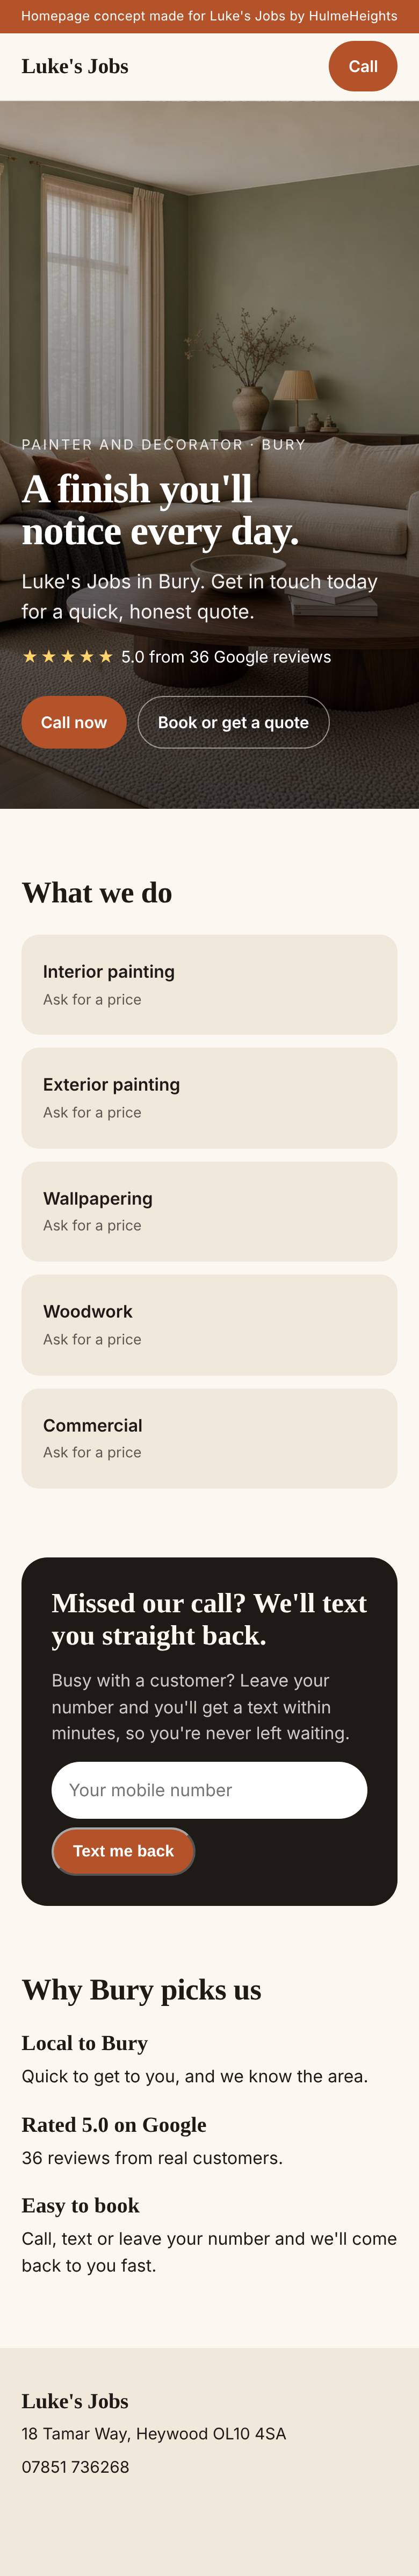 Homepage concept made for Luke's Jobs by HulmeHeights
Luke's Jobs
Call
PAINTER AND DECORATOR · BURY
A finish you'll
notice every day.
Luke's Jobs in Bury. Get in touch today
for a quick, honest quote.
★★★★★ 5.0 from 36 Google reviews
Call now
Book or get a quote
What we do
Interior painting
Ask for a price
Exterior painting
Ask for a price
Wallpapering
Ask for a price
Woodwork
Ask for a price
Commercial
Ask for a price
Missed our call? We'll text
you straight back.
Busy with a customer? Leave your
number and you'll get a text within
minutes, so you're never left waiting.
Your mobile number
Text me back
Why Bury picks us
Local to Bury
Quick to get to you, and we know the area.
Rated 5.0 on Google
36 reviews from real customers.
Easy to book
Call, text or leave your number and we'll come
back to you fast.
Luke's Jobs
18 Tamar Way, Heywood OL10 4SA
07851 736268